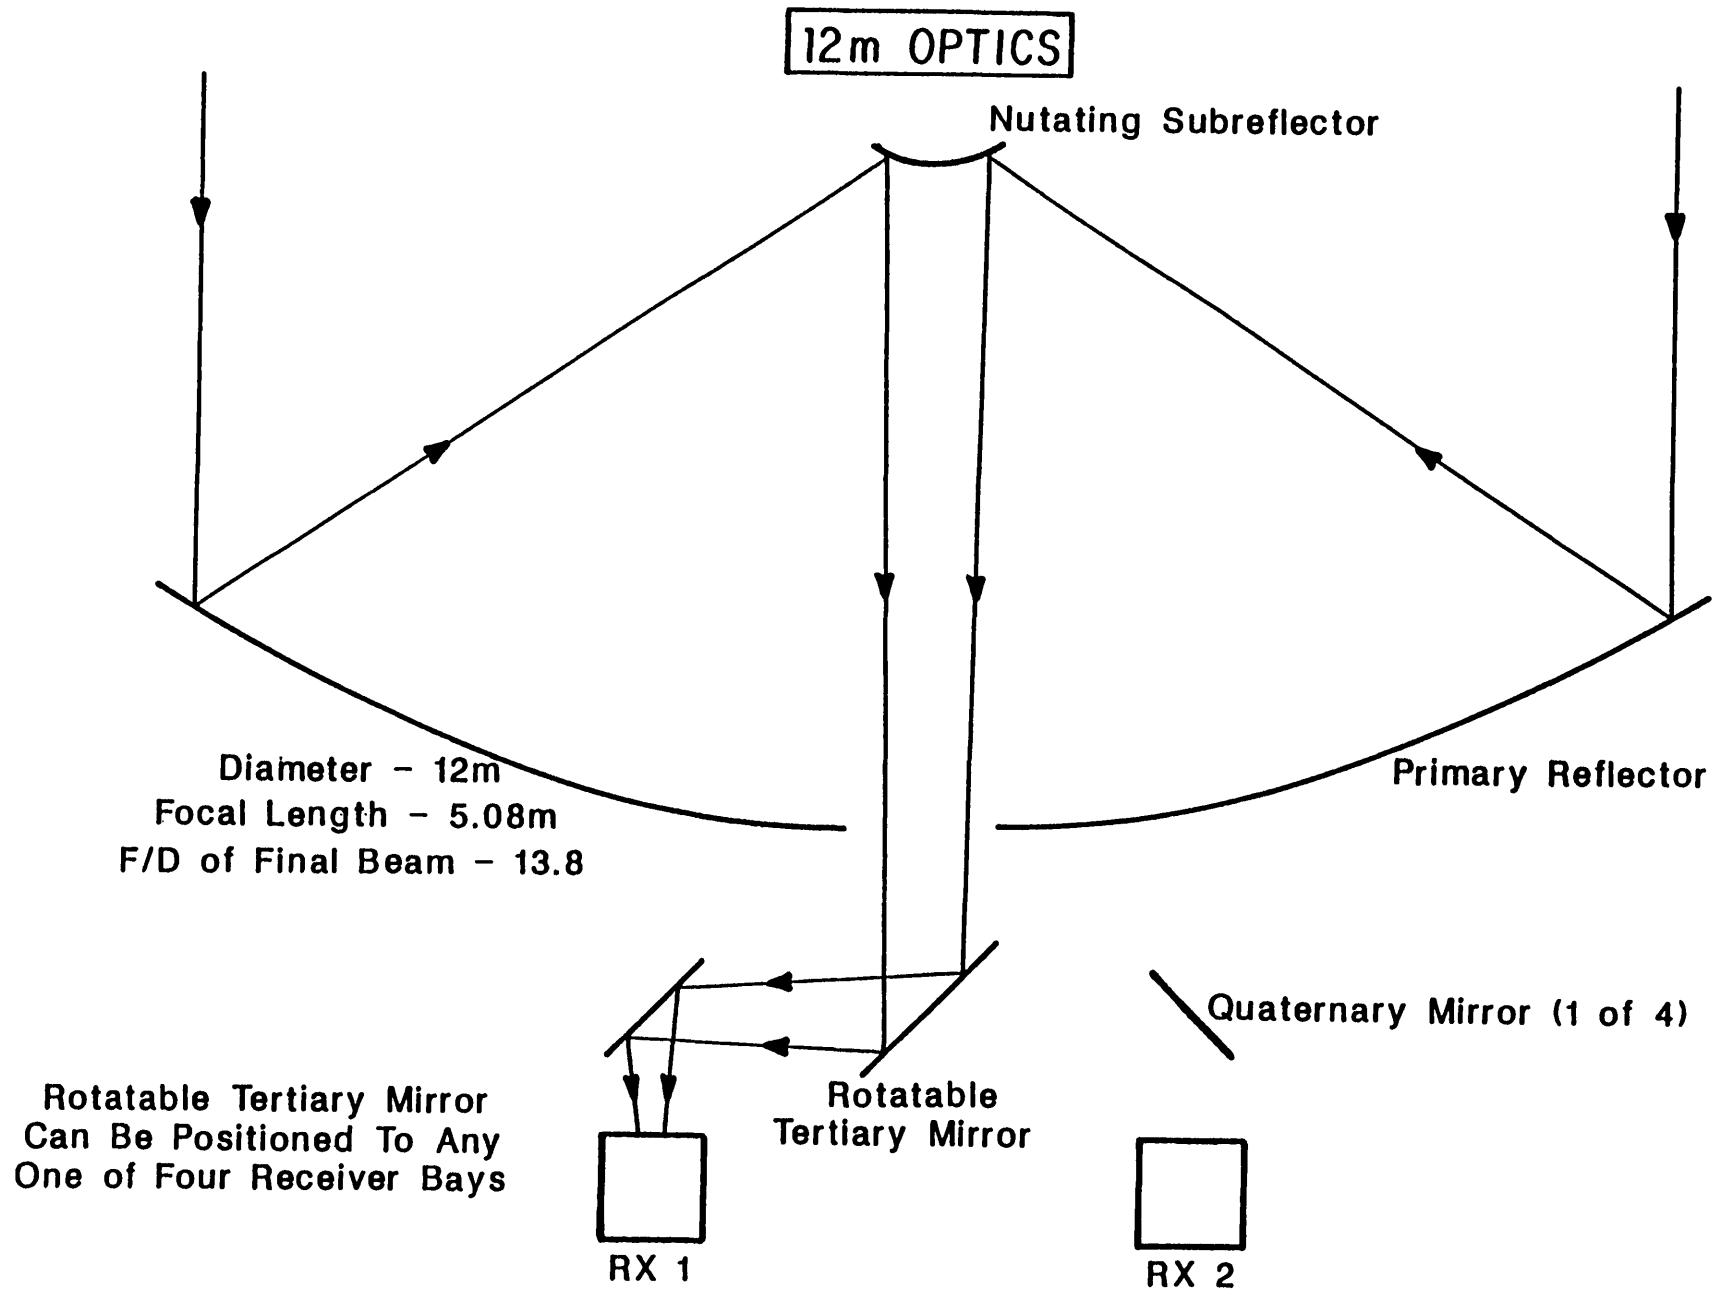 12m OPTICS
Nutating Subreflector
Diameter – 12m
Focal Length – 5.08m
F/D of Final Beam – 13.8
Primary Reflector
Quaternary Mirror (1 of 4)
Rotatable Tertiary Mirror
Can Be Positioned To Any
One of Four Receiver Bays
Rotatable
Tertiary Mirror
RX 1
RX 2